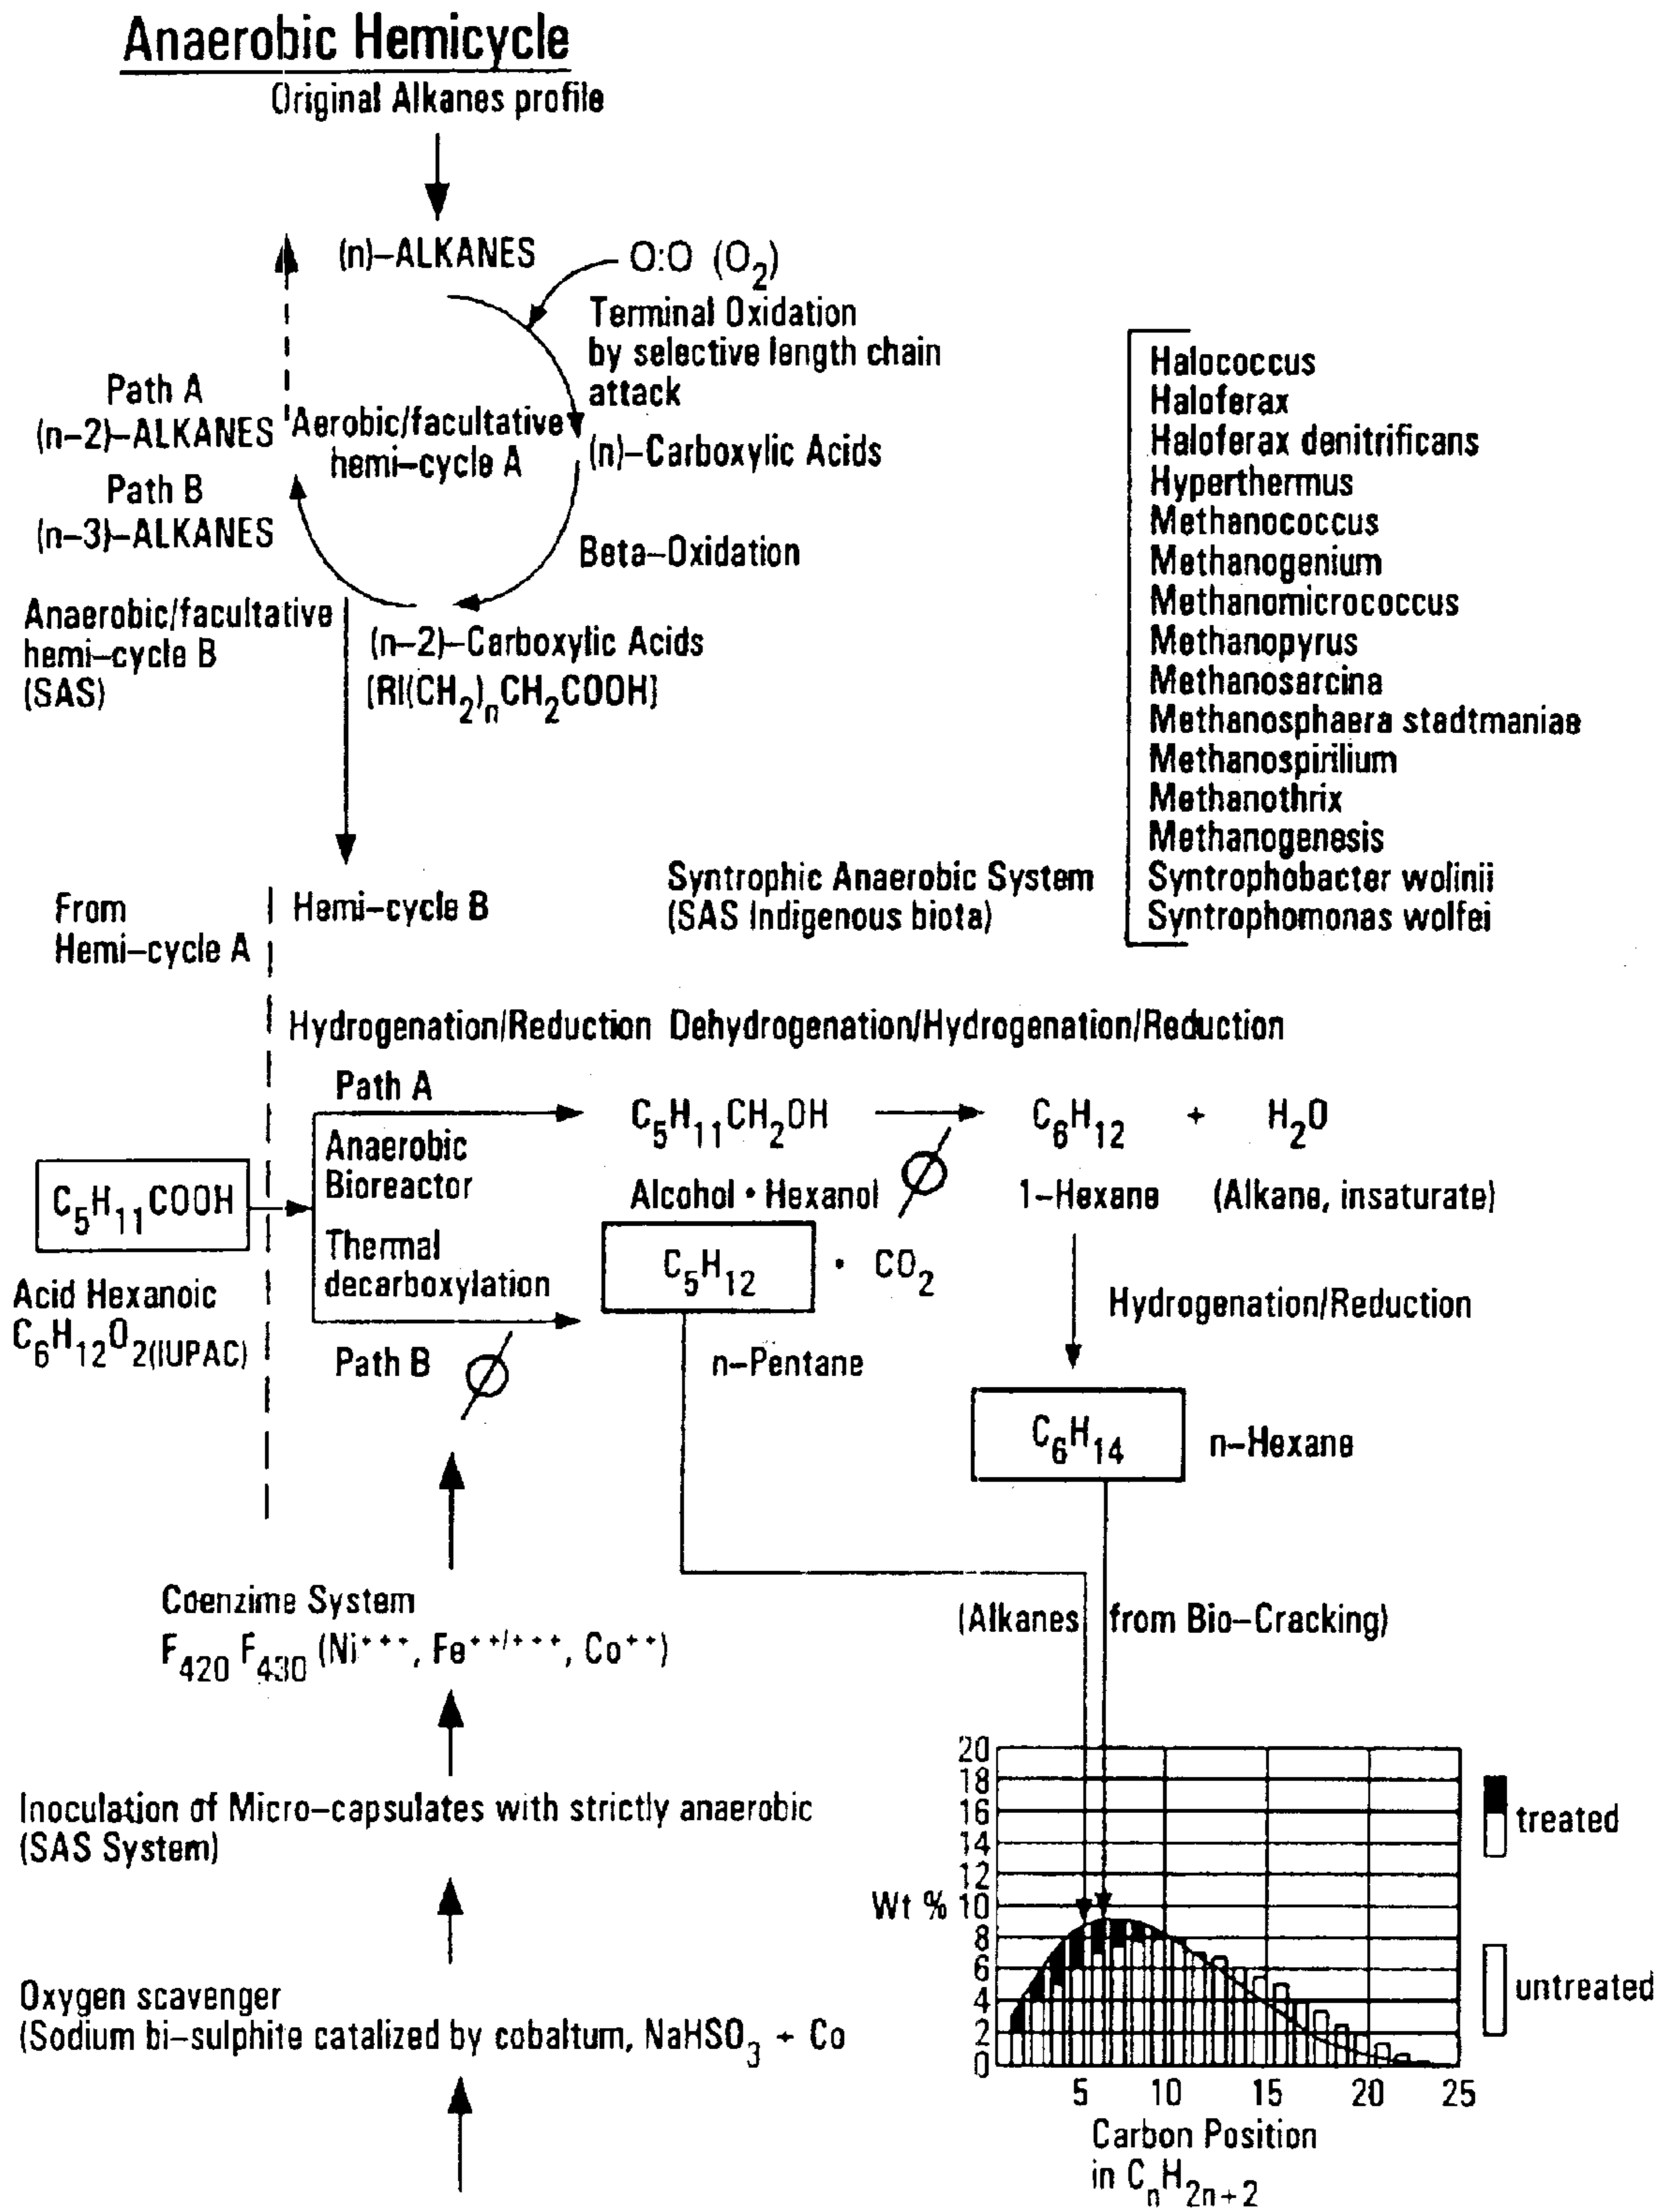 Anaerobic Hemicycle
Original Alkanes profile
(n)–ALKANES
O:O (O₂)
Terminal Oxidation
by selective length chain
attack
Path A
(n–2)–ALKANES
Aerobic/facultative
hemi–cycle A
(n)–Carboxylic Acids
Path B
(n–3)–ALKANES
Beta–Oxidation
Anaerobic/facultative
hemi–cycle B
(SAS)
(n–2)–Carboxylic Acids
[RI(CH₂)ₙCH₂COOH]
Halococcus
Haloferax
Haloferax denitrificans
Hyperthermus
Methanococcus
Methanogenium
Methanomicrococcus
Methanopyrus
Methanosarcina
Methanosphaera stadtmaniae
Methanospirilium
Methanothrix
Methanogenesis
Syntrophobacter wolinii
Syntrophomonas wolfei
Syntrophic Anaerobic System
(SAS Indigenous biota)
From
Hemi–cycle A
Hemi–cycle B
Hydrogenation/Reduction Dehydrogenation/Hydrogenation/Reduction
Path A
Anaerobic
Bioreactor
C₅H₁₁CH₂OH
C₆H₁₂ + H₂O
Alcohol • Hexanol
∅
1–Hexane (Alkane, insaturate)
C₅H₁₁COOH
Acid Hexanoic
C₆H₁₂O₂(IUPAC)
Thermal
decarboxylation
Path B
∅
C₅H₁₂ • CO₂
n–Pentane
Hydrogenation/Reduction
C₆H₁₄ n–Hexane
Coenzime System
F₄₂₀ F₄₃₀ (Ni⁺⁺⁺, Fe⁺⁺/⁺⁺⁺, Co⁺⁺)
(Alkanes from Bio–Cracking)
Inoculation of Micro–capsulates with strictly anaerobic
(SAS System)
Oxygen scavenger
(Sodium bi–sulphite catalized by cobaltum, NaHSO₃ + Co
20
18
16
14
12
Wt % 10
8
6
4
2
0
5 10 15 20 25
Carbon Position
in CₙH₂ₙ₊₂
treated
untreated